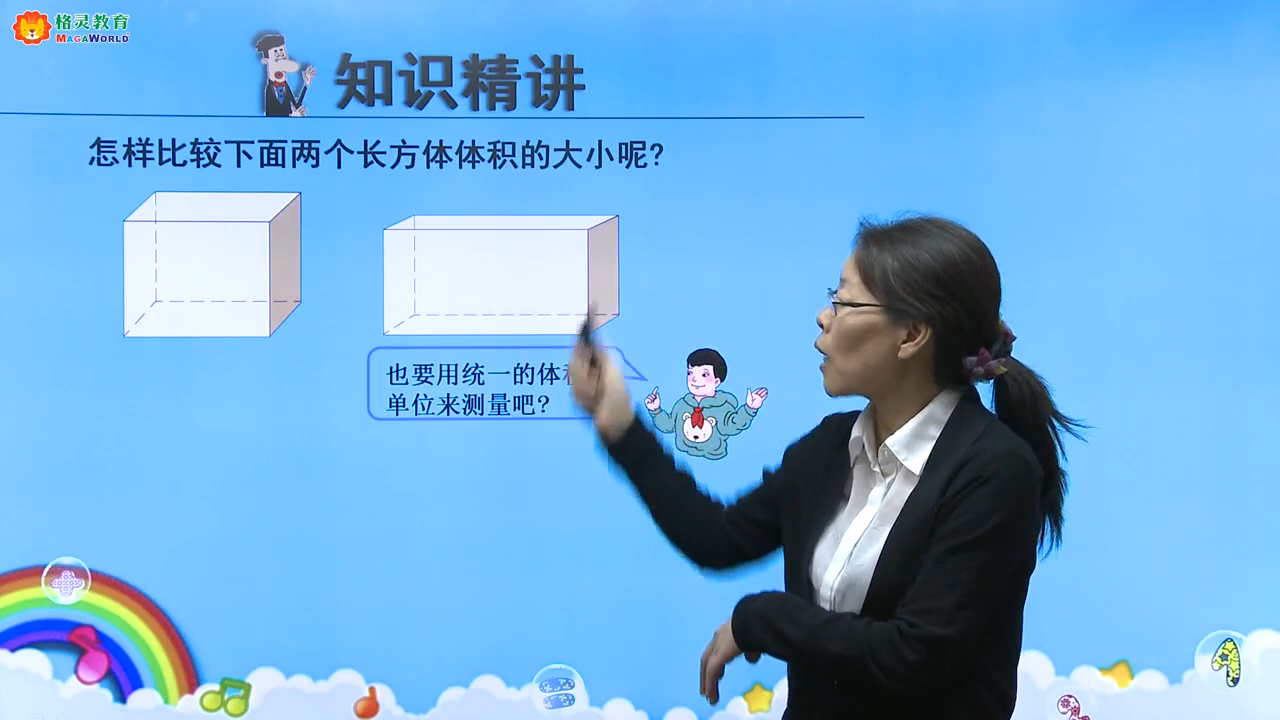 格灵教育
MAGAWORLD
知识精讲
怎样比较下面两个长方体体积的大小呢?
也要用统一的体积
单位来测量吧?